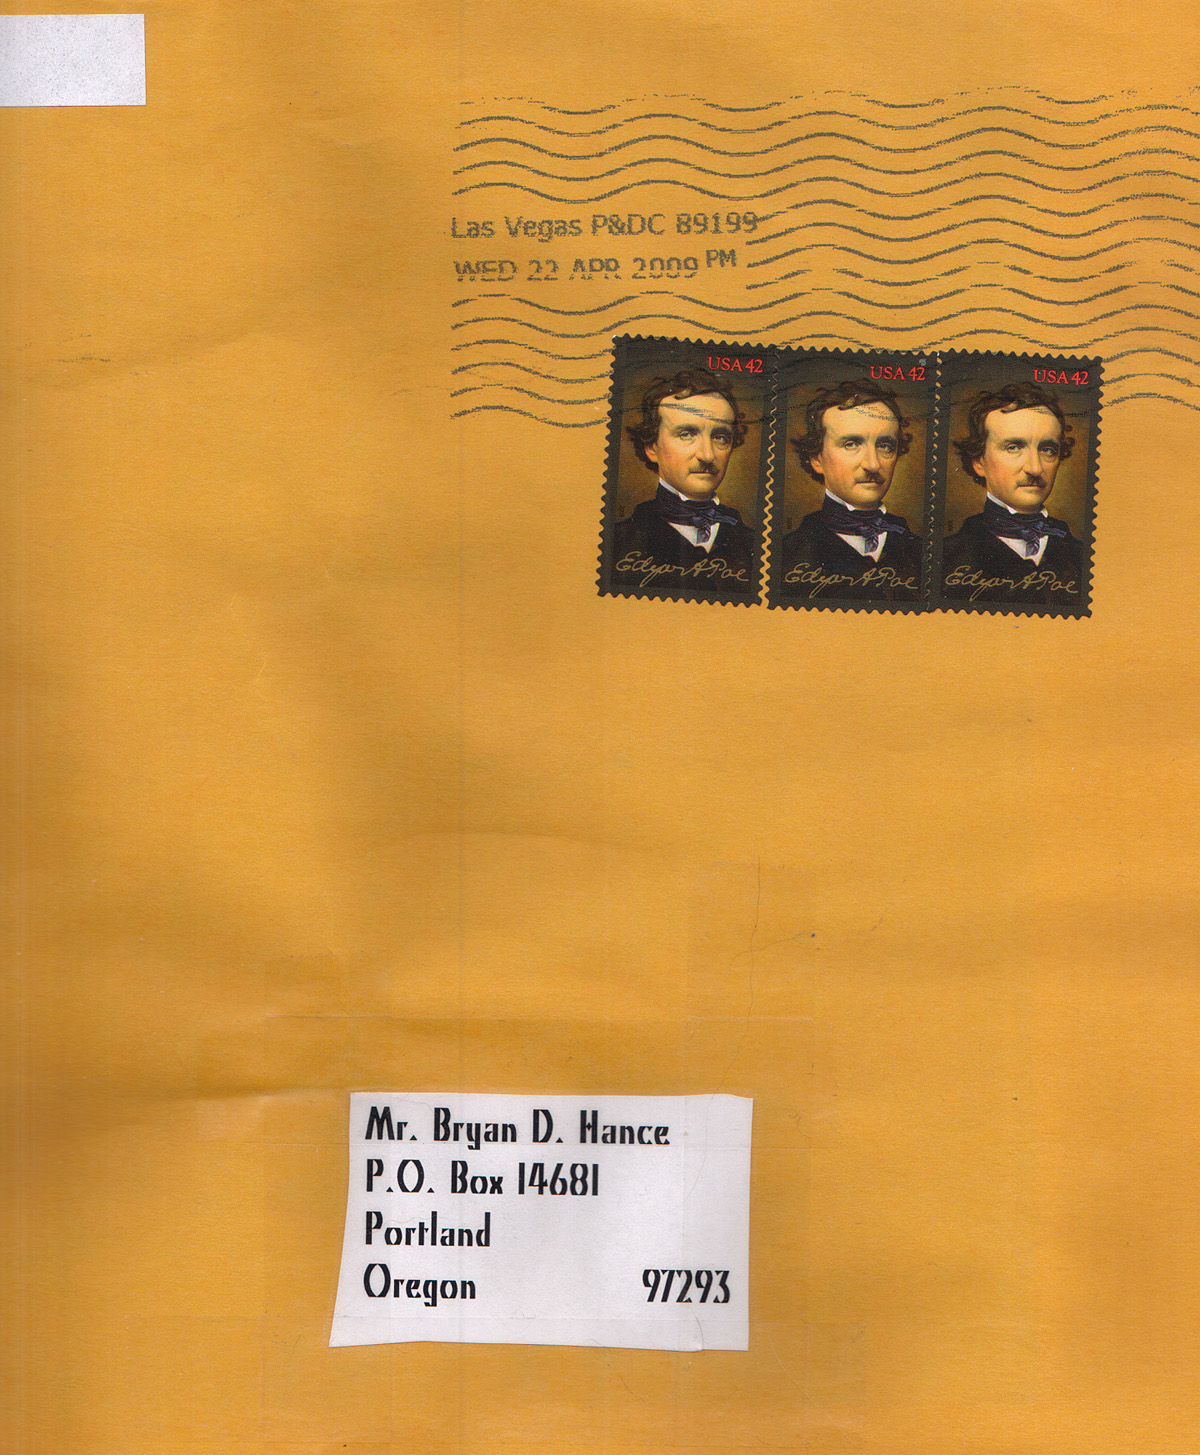 Las Vegas P&DC 89199
WED 22 APR 2009 PM
USA 42
USA 42
USA 42
Edgar A Poe
Edgar A Poe
Edgar A Poe
Mr. Bryan D. Hance
P.O. Box 14681
Portland
Oregon 97293